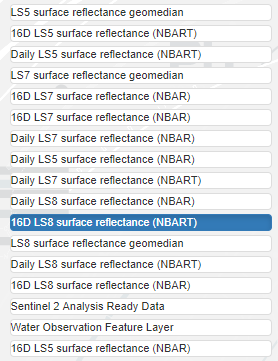 LS5 surface reflectance geomedian
16D LS5 surface reflectance (NBART)
Daily LS5 surface reflectance (NBART)
LS7 surface reflectance geomedian
16D LS7 surface reflectance (NBAR)
16D LS7 surface reflectance (NBART)
Daily LS7 surface reflectance (NBAR)
Daily LS5 surface reflectance (NBAR)
Daily LS7 surface reflectance (NBART)
Daily LS8 surface reflectance (NBAR)
16D LS8 surface reflectance (NBART)
LS8 surface reflectance geomedian
Daily LS8 surface reflectance (NBART)
16D LS8 surface reflectance (NBAR)
Sentinel 2 Analysis Ready Data
Water Observation Feature Layer
16D LS5 surface reflectance (NBAR)